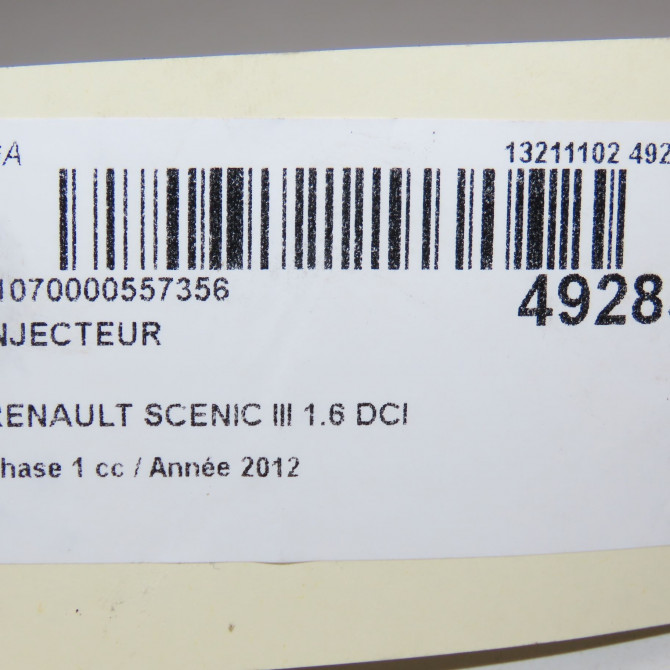 13211102 492
1070000557356
4928
NJECTEUR
RENAULT SCENIC III 1.6 DCI
hase 1 cc / Année 2012